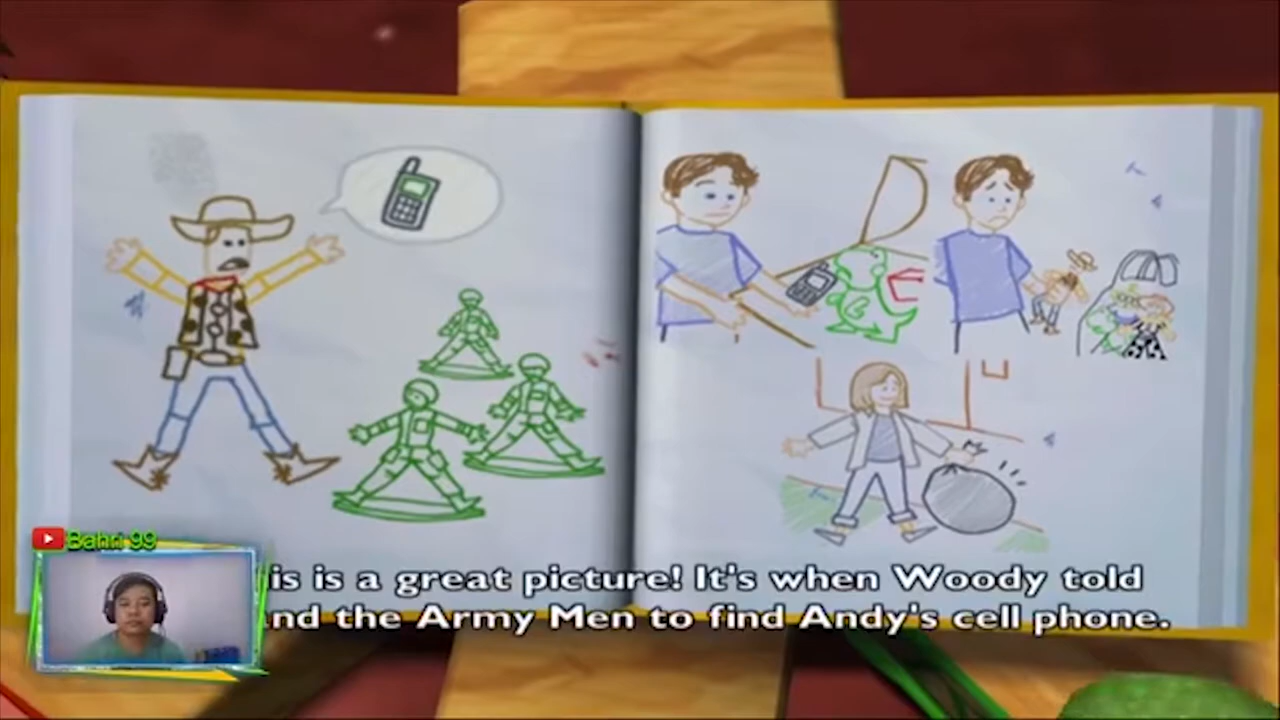 Bahri 99
is is a great picture! It's when Woody told
nd the Army Men to find Andy's cell phone.